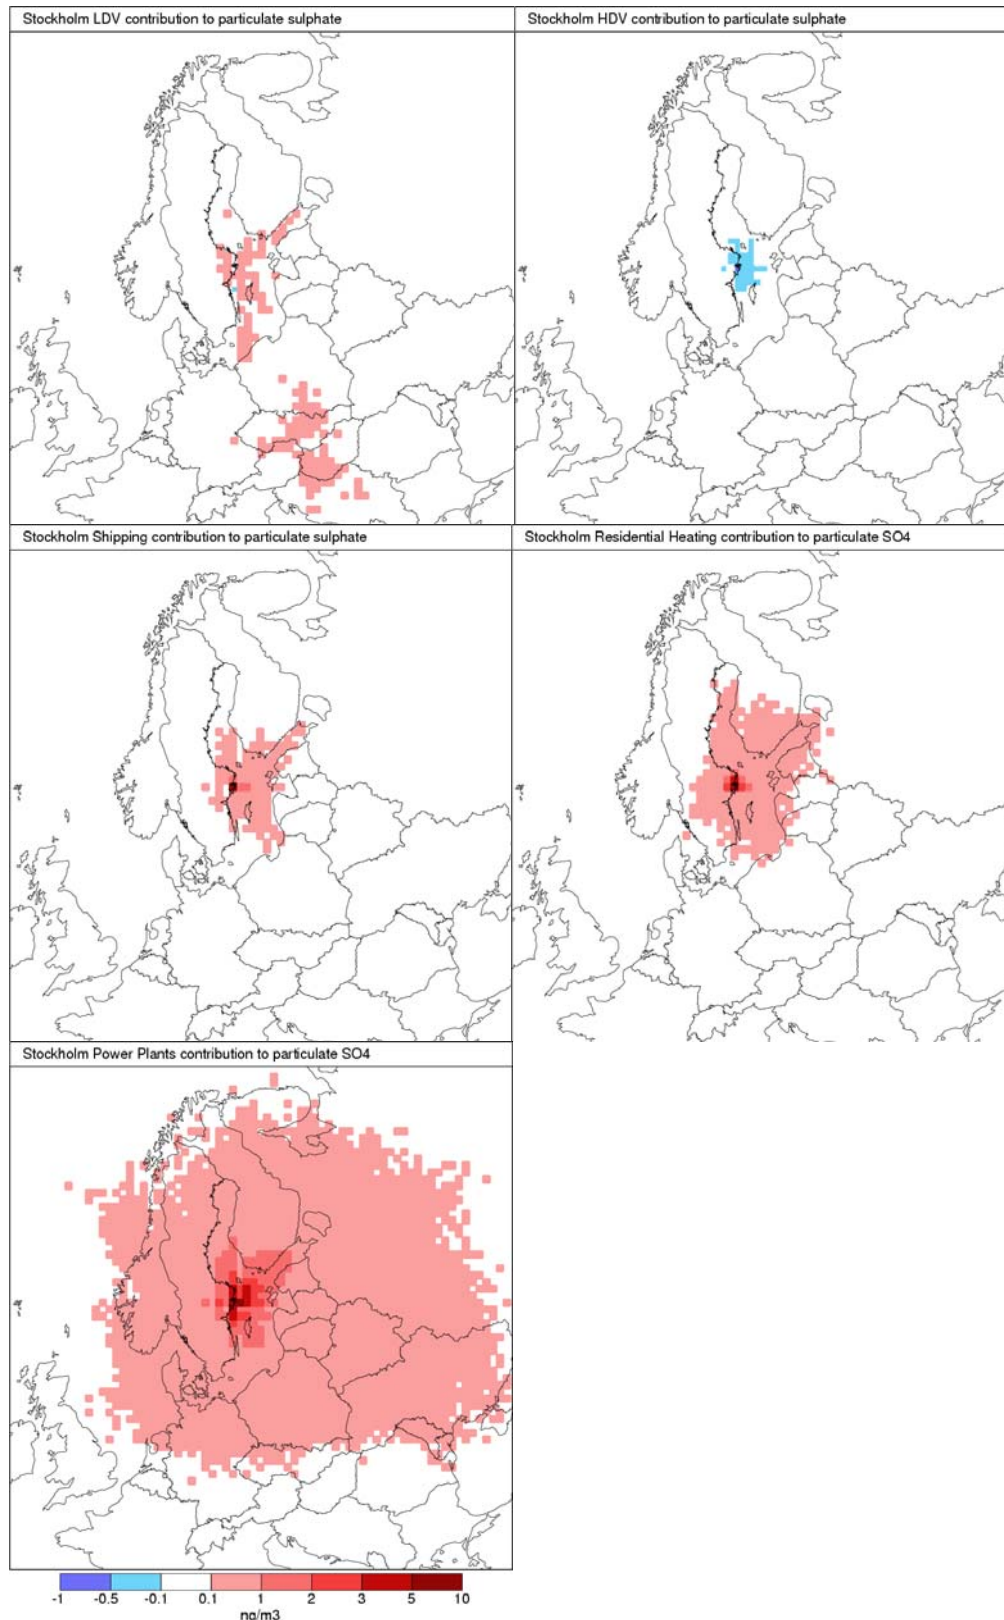 Stockholm LDV contribution to particulate sulphate
Stockholm HDV contribution to particulate sulphate
Stockholm Shipping contribution to particulate sulphate
Stockholm Residential Heating contribution to particulate SO4
Stockholm Power Plants contribution to particulate SO4
-1 -0.5 -0.1 0.1 1 2 3 5 10
ng/m3